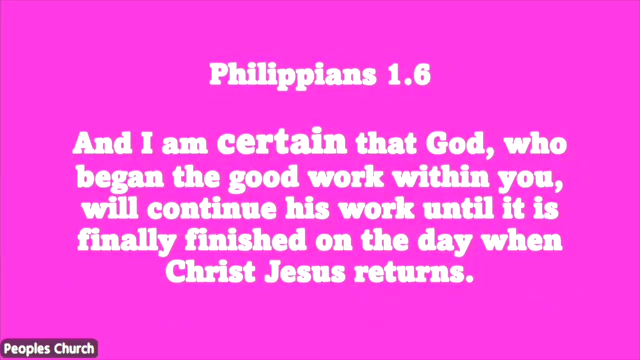 Philippians 1.6
And I am certain that God, who
began the good work within you,
will continue his work until it is
finally finished on the day when
Christ Jesus returns.
Peoples Church